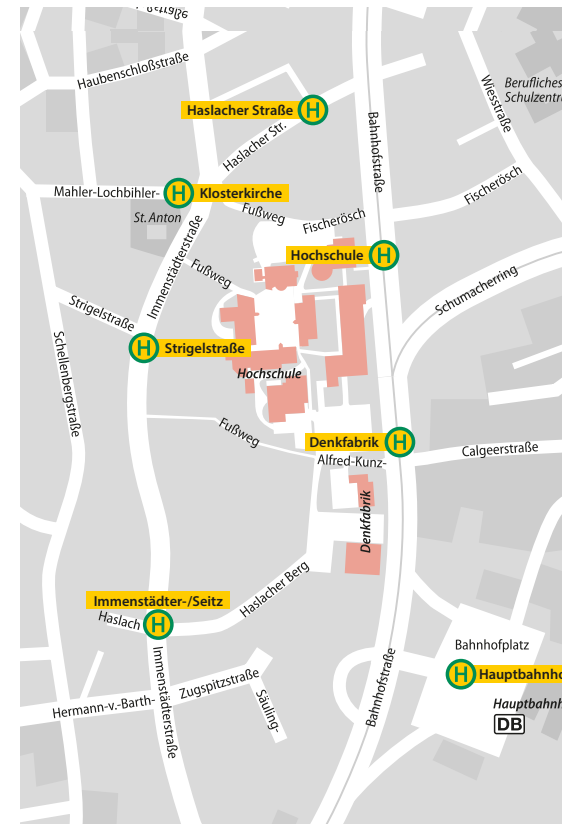 Haubenschloßstraße
Haslacher Straße
H
Haslacher Str.
Bahnhofstraße
Wiesstraße
Berufliches
Schulzentr
Mahler-Lochbihler-
H
Klosterkirche
St. Anton
Fußweg
Fischerösch
Fischerösch
Immenstädterstraße
Hochschule
H
Fußweg
Schumacherring
Strigelstraße
H
Strigelstraße
Schellenbergstraße
Hochschule
Fußweg
Denkfabrik
H
Alfred-Kunz-
Calgeerstraße
Denkfabrik
Immenstädter-/Seitz
Haslach
H
Haslacher Berg
Immenstädterstraße
Bahnhofplatz
H
Hauptbahnho
Hauptbahnh
DB
Bahnhofstraße
Zugspitzstraße
Hermann-v.-Barth-
Säuling-